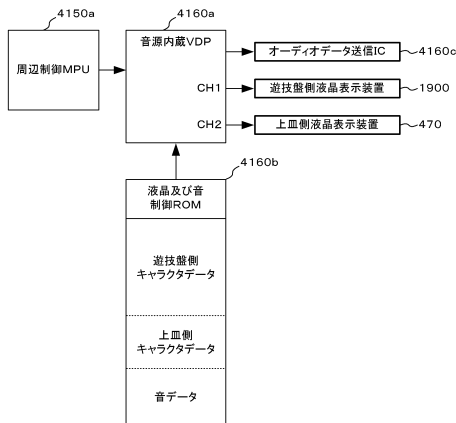 4150a
4160a
周辺制御MPU
音源内蔵VDP
CH1
CH2
オーディオデータ送信IC
4160c
遊技盤側液晶表示装置
1900
上皿側液晶表示装置
470
4160b
液晶及び音
制御ROM
遊技盤側
キャラクタデータ
上皿側
キャラクタデータ
音データ